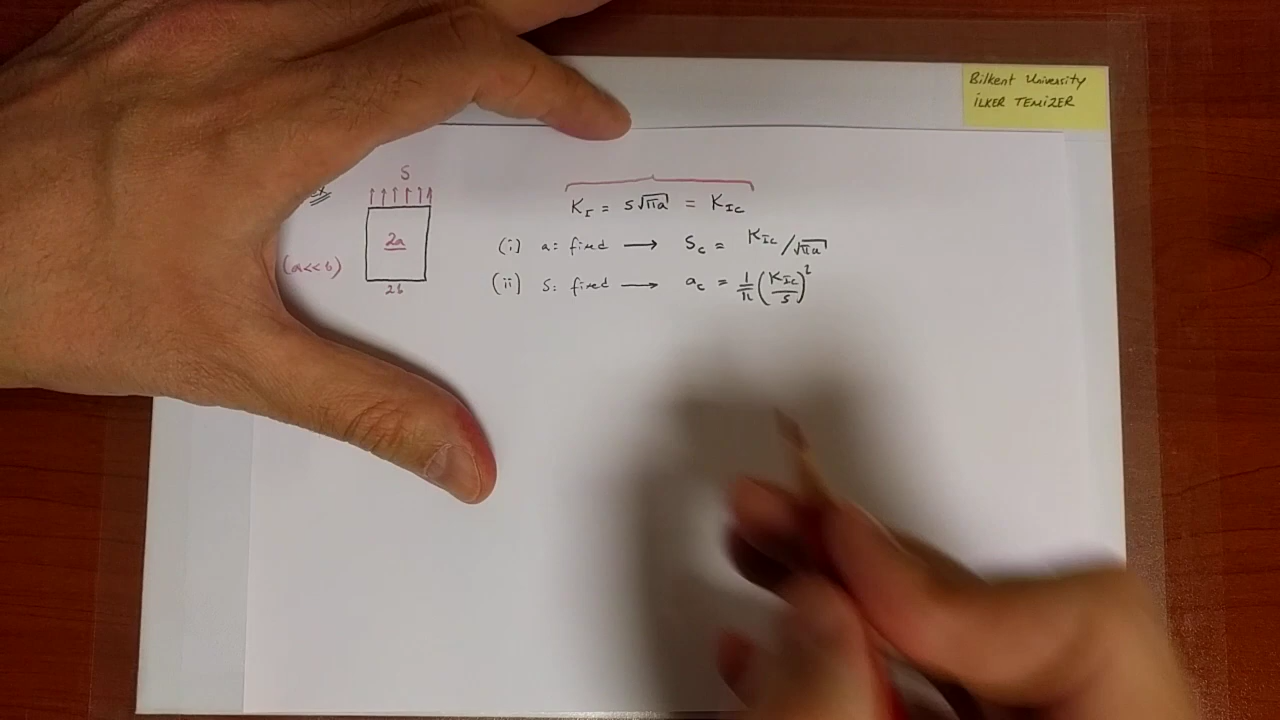 Bilkent University
İLKER TEMİZER
S
2a
(a<<b)
2b
K_I = S√πa = K_Ic
(i) a: fixed → S_c = K_Ic/√πa
(ii) S: fixed → a_c = 1/π (K_Ic/S)²